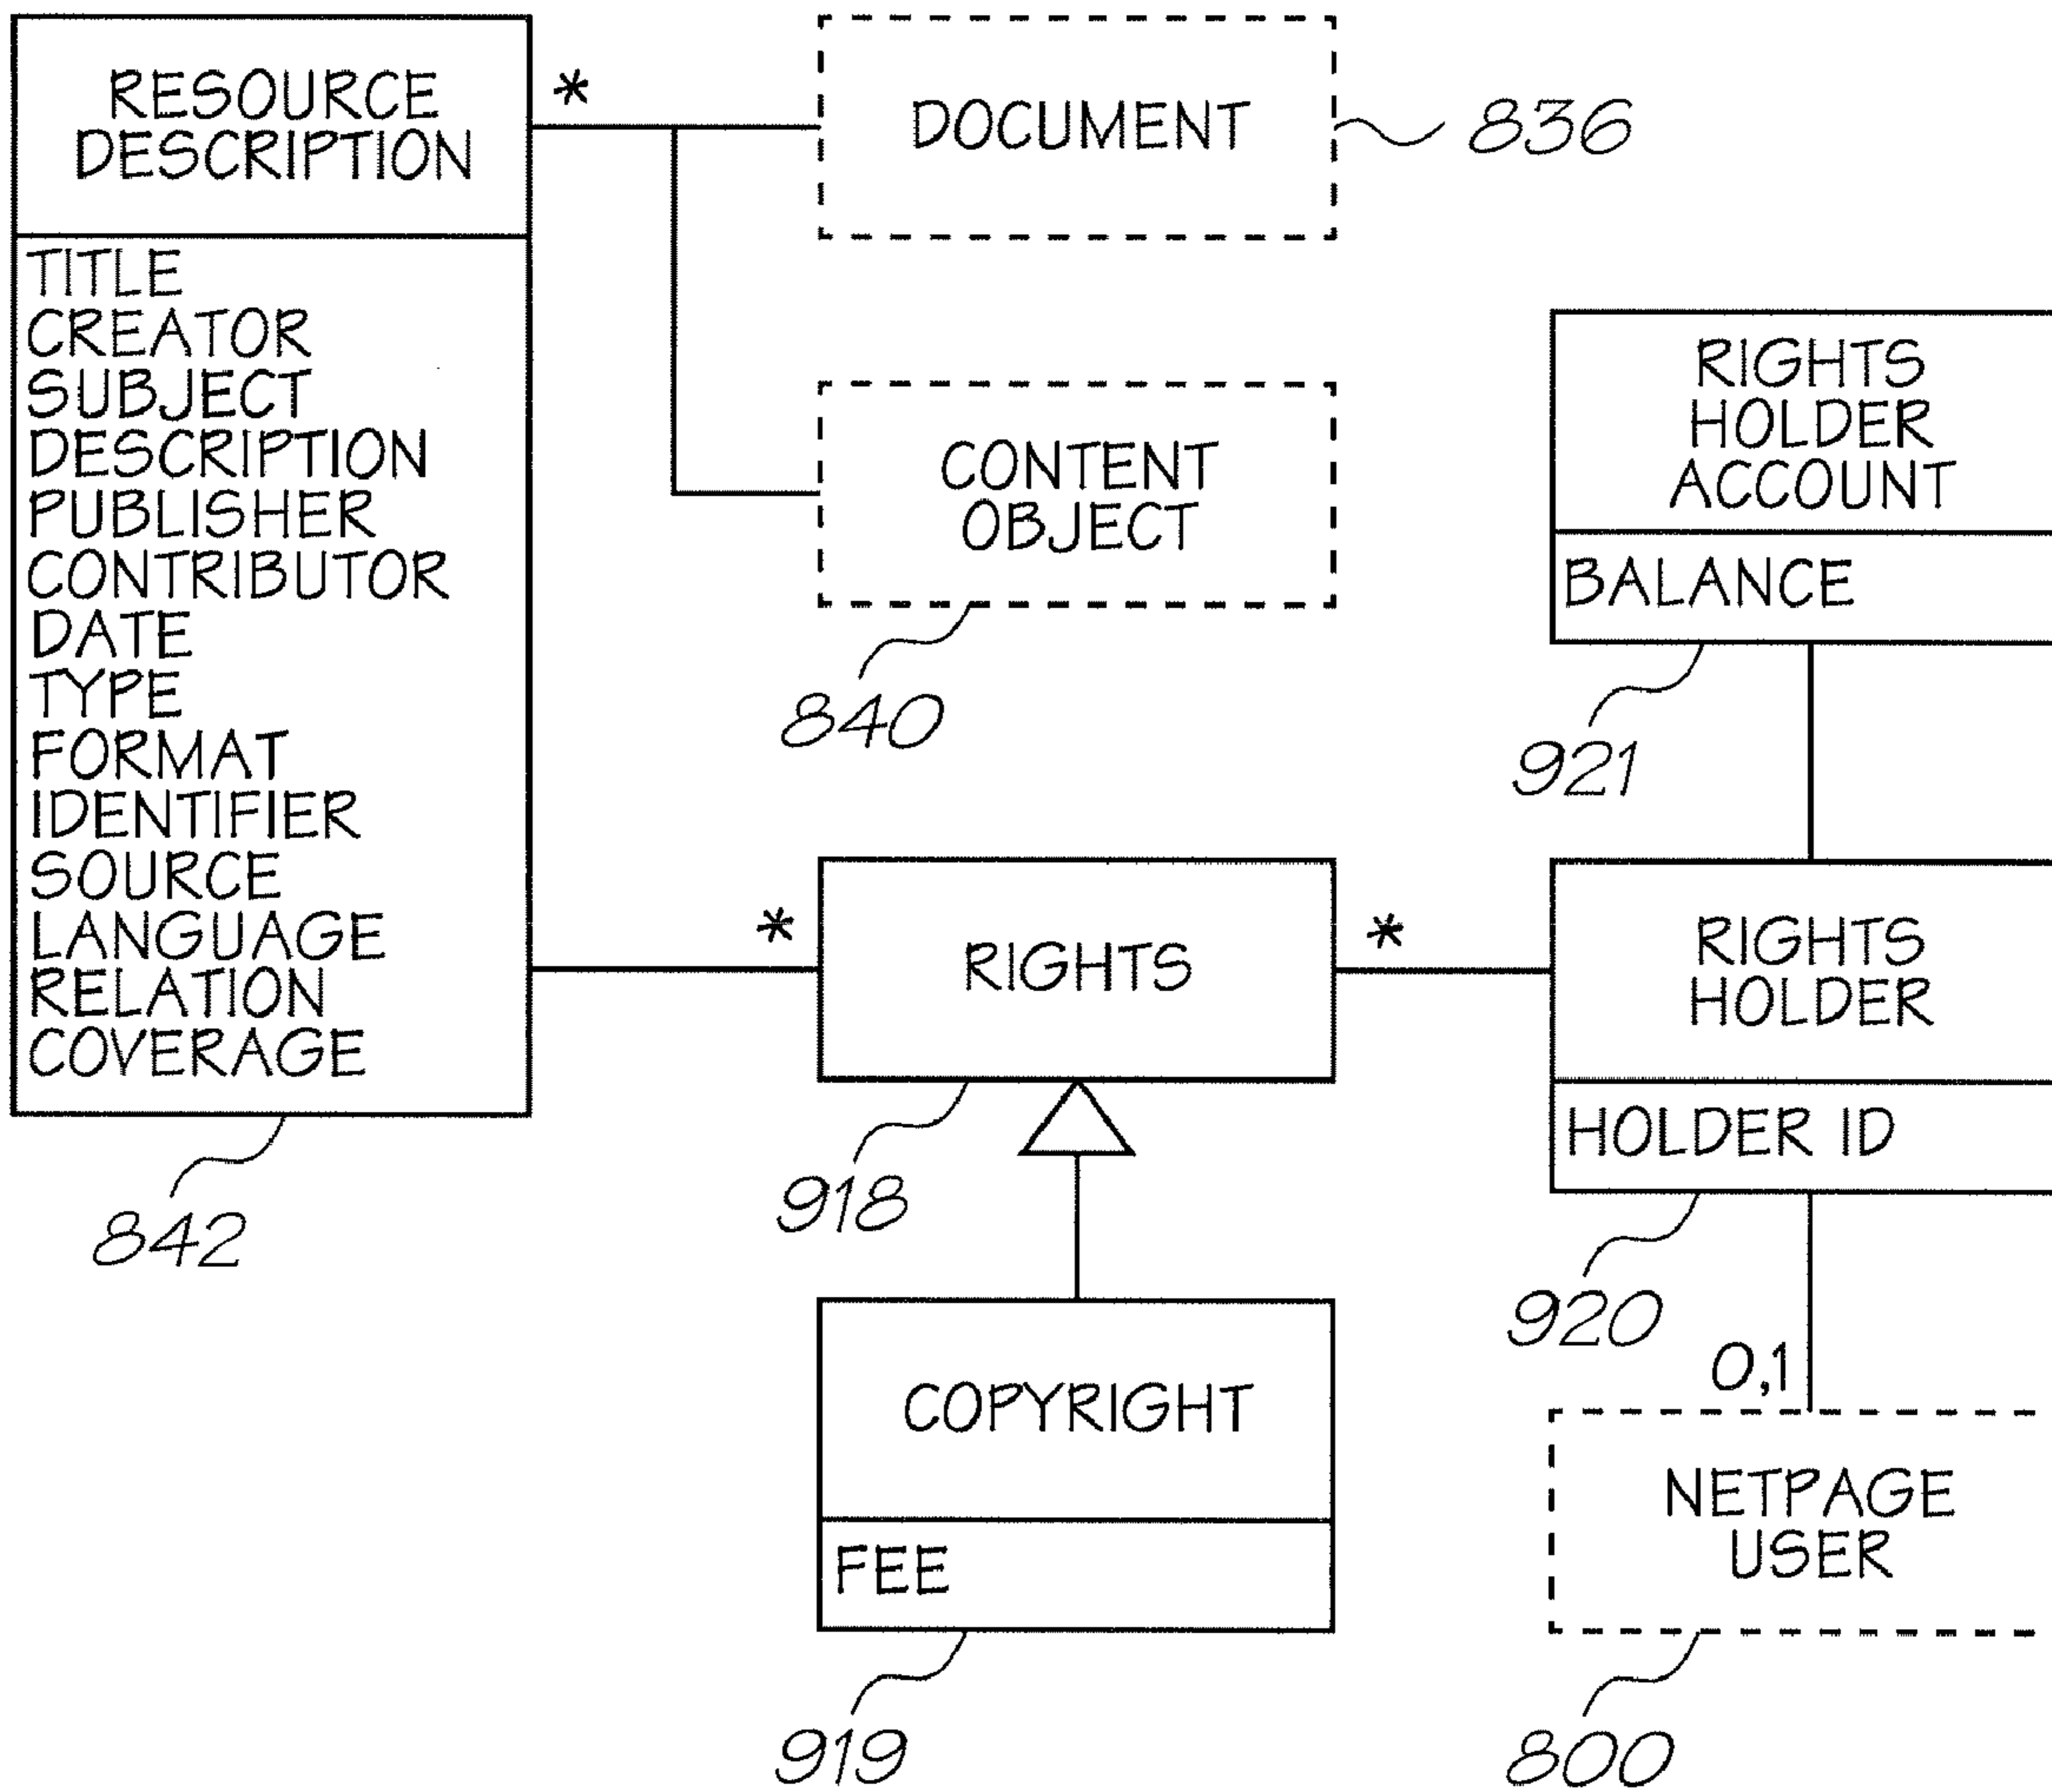 RESOURCE
DESCRIPTION
*
TITLE
CREATOR
SUBJECT
DESCRIPTION
PUBLISHER
CONTRIBUTOR
DATE
TYPE
FORMAT
IDENTIFIER
SOURCE
LANGUAGE
RELATION
COVERAGE
842
DOCUMENT
836
CONTENT
OBJECT
840
RIGHTS
HOLDER
ACCOUNT
BALANCE
921
*
RIGHTS
*
918
RIGHTS
HOLDER
HOLDER ID
920
0,1
COPYRIGHT
FEE
919
NETPAGE
USER
800